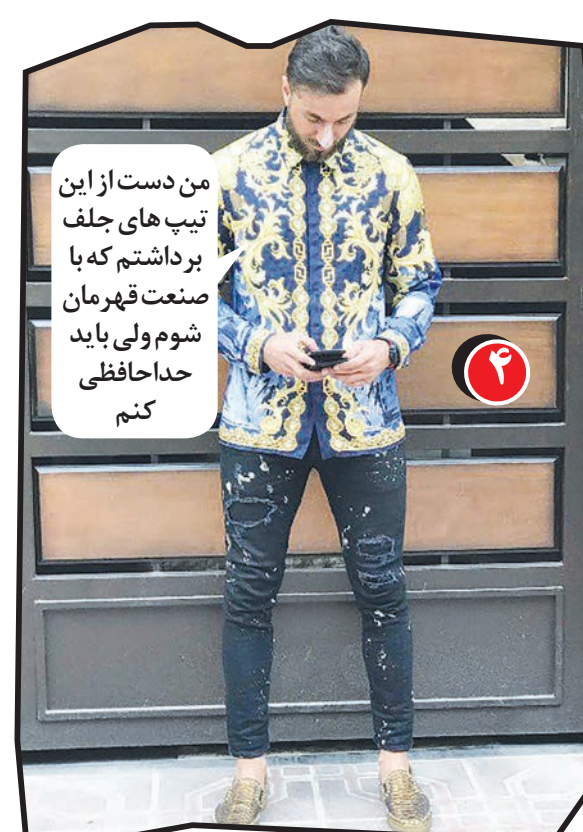 من دست از این
تیپ های جلف
برداشتم که با
صنعت قهرمان
شوم ولی باید
حداحافظی
کنم
۴